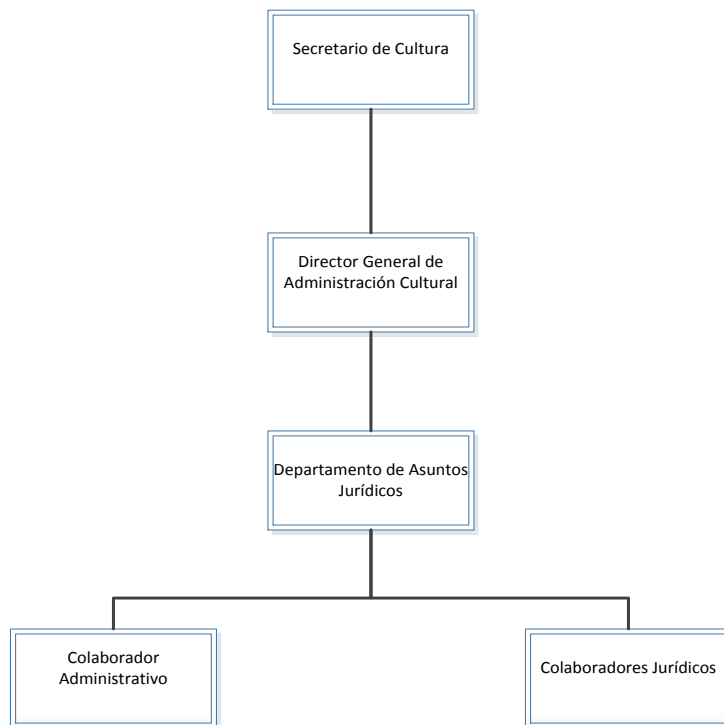 Secretario de Cultura
Director General de
Administración Cultural
Departamento de Asuntos
Jurídicos
Colaborador
Administrativo
Colaboradores Jurídicos